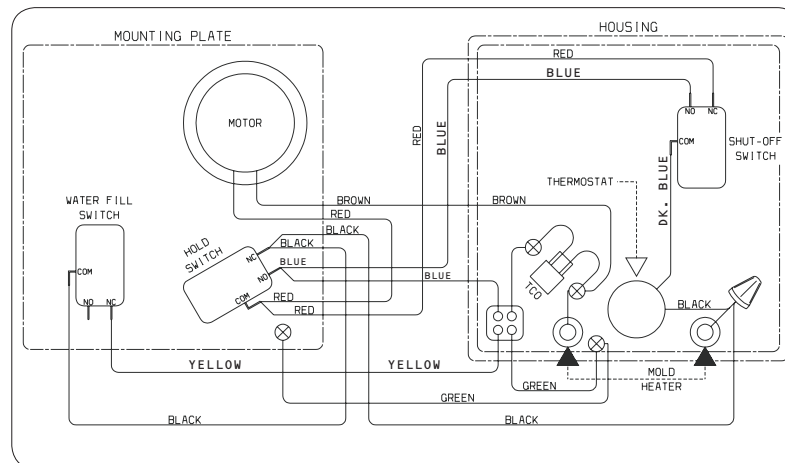 MOUNTING PLATE
HOUSING
RED
BLUE
MOTOR
RED
BLUE
NO
NC
COM
SHUT-OFF
SWITCH
DK. BLUE
THERMOSTAT
BROWN
BROWN
RED
BLACK
BLACK
WATER FILL
SWITCH
HOLD
SWITCH
NC
NO
COM
BLUE
BLUE
COM
NO
NC
RED
RED
TCO
BLACK
YELLOW
YELLOW
MOLD
HEATER
GREEN
GREEN
BLACK
BLACK